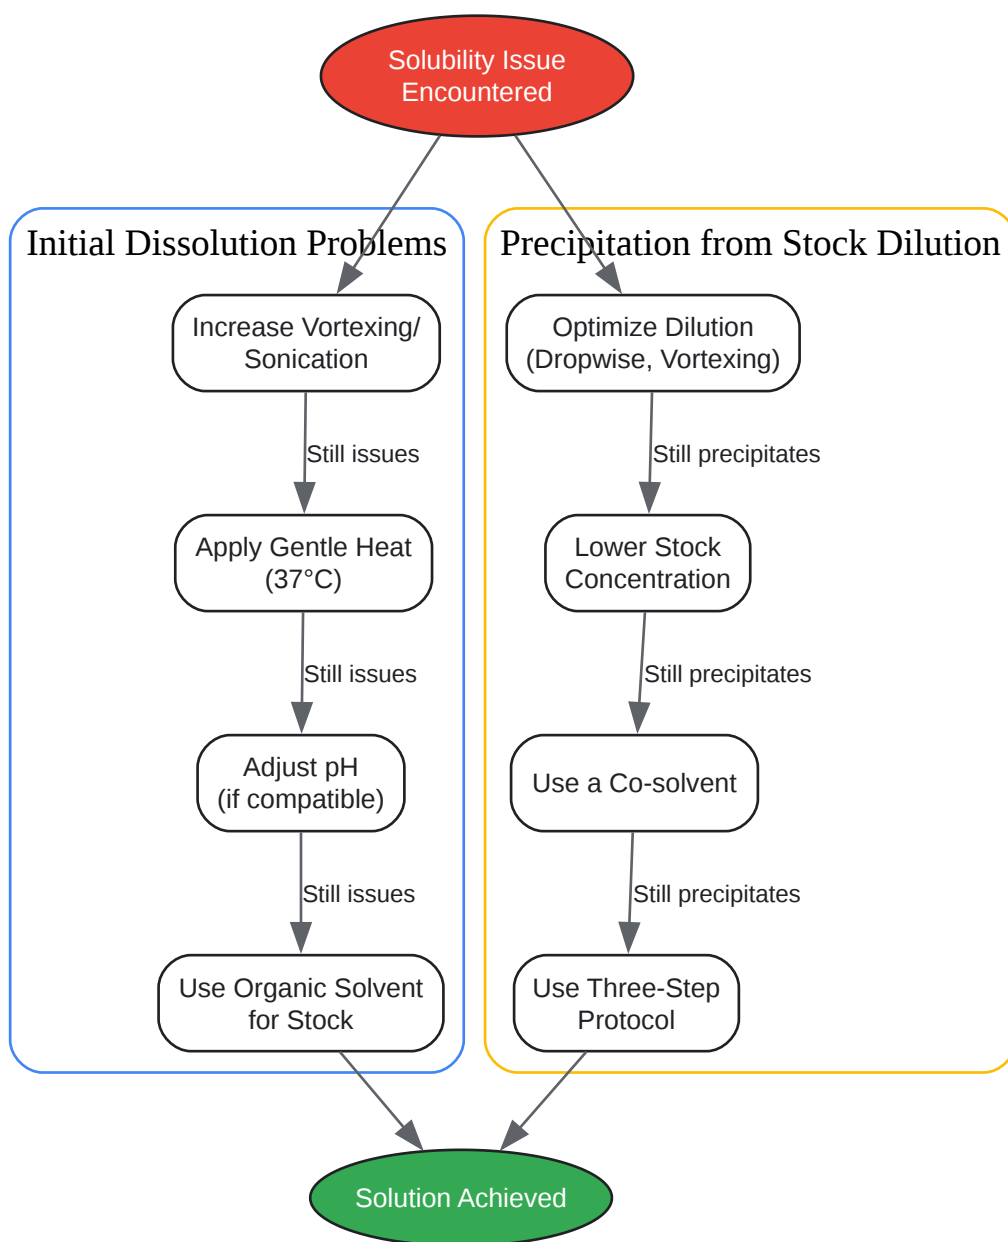 Solubility Issue
Encountered
Initial Dissolution Problems
Increase Vortexing/
Sonication
Still issues
Apply Gentle Heat
(37°C)
Still issues
Adjust pH
(if compatible)
Still issues
Use Organic Solvent
for Stock
Precipitation from Stock Dilution
Optimize Dilution
(Dropwise, Vortexing)
Still precipitates
Lower Stock
Concentration
Still precipitates
Use a Co-solvent
Still precipitates
Use Three-Step
Protocol
Solution Achieved